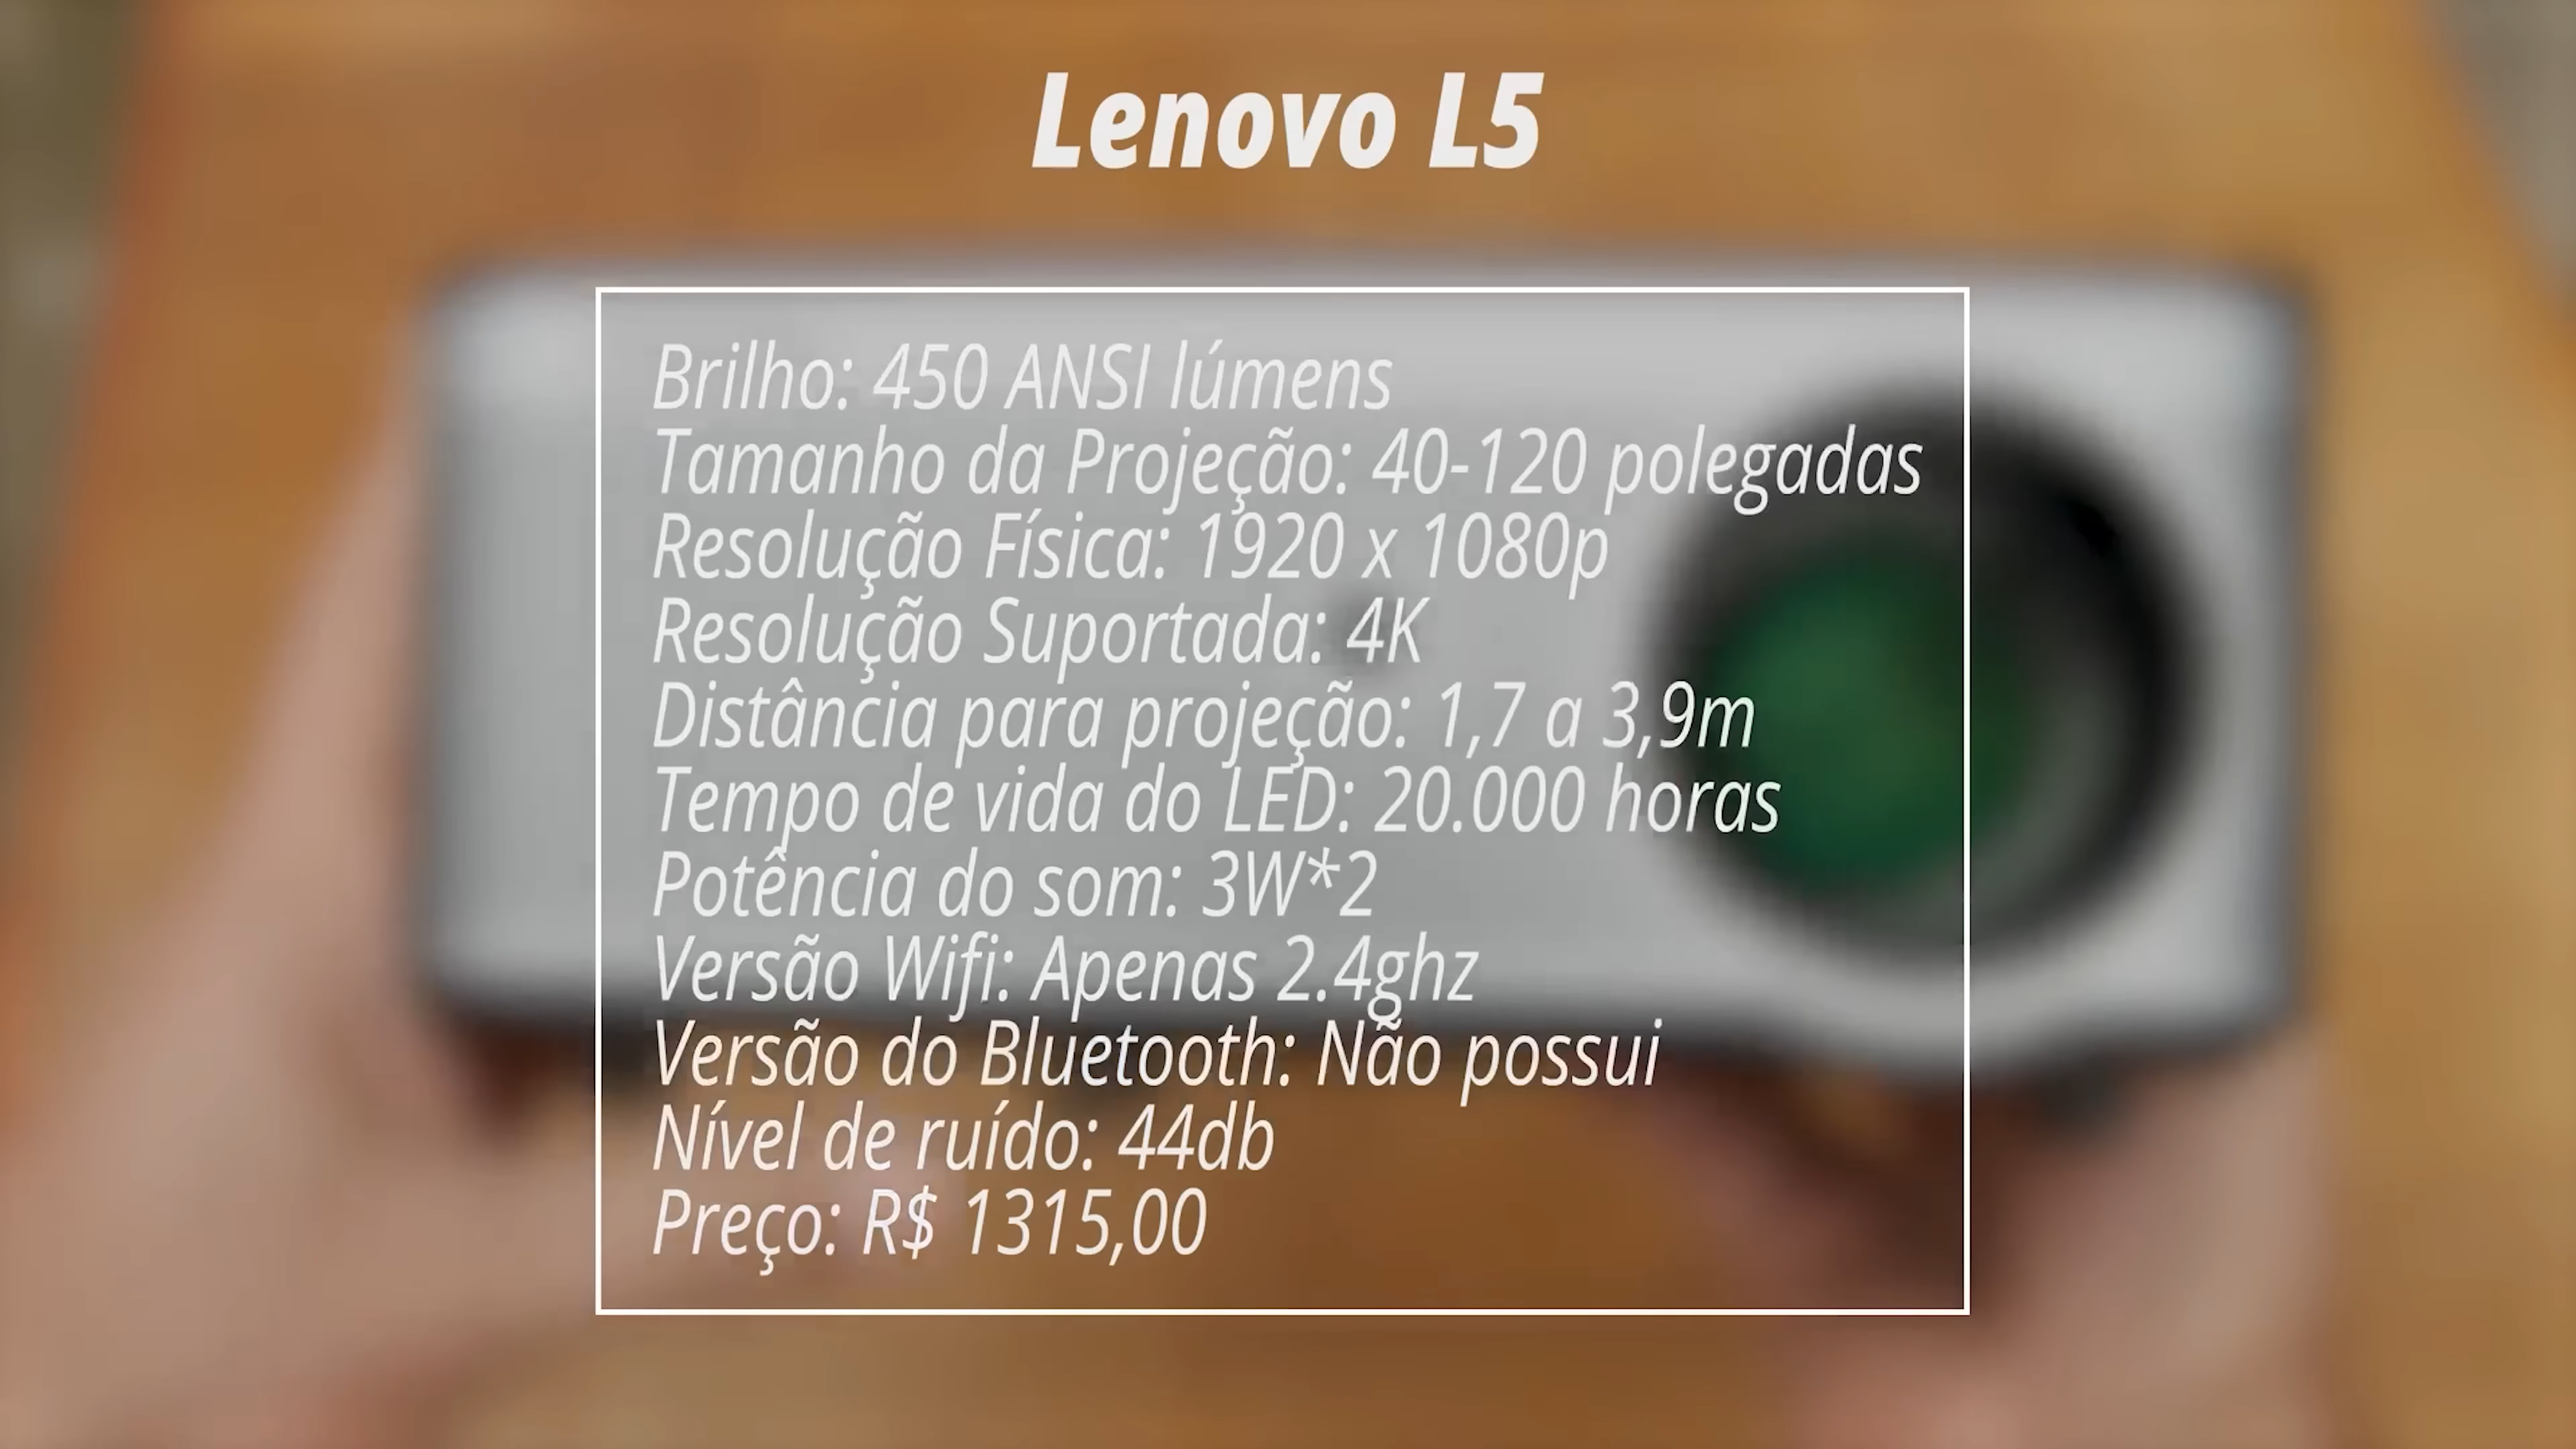 Lenovo L5
Brilho: 450 ANSI lúmens
Tamanho da Projeção: 40-120 polegadas
Resolução Física: 1920 x 1080p
Resolução Suportada: 4K
Distância para projeção: 1,7 a 3,9m
Tempo de vida do LED: 20.000 horas
Potência do som: 3W*2
Versão Wifi: Apenas 2.4ghz
Versão do Bluetooth: Não possui
Nível de ruído: 44db
Preço: R$ 1315,00